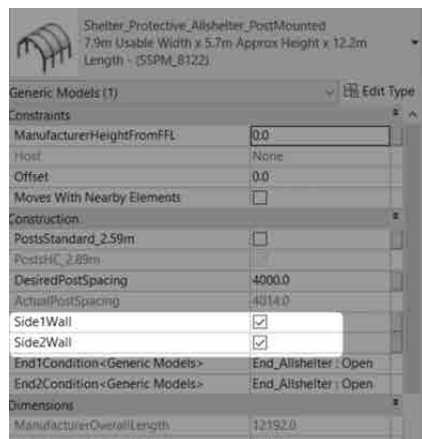 Shelter_Protective_Allshelter_PostMounted
7.9m Usable Width x 5.7m Approx Height x 12.2m
Length - (SSPM_8122)
Generic Models (1) Edit Type
Constraints
ManufacturerHeightFromFFL 0.0
Host None
Offset 0.0
Moves With Nearby Elements
Construction
PostsStandard_2.59m
PostsHC_2.89m
DesiredPostSpacing 4000.0
ActualPostSpacing 4014.0
Side1Wall
Side2Wall
End1Condition<Generic Models> End_Allshelter : Open
End2Condition<Generic Models> End_Allshelter : Open
Dimensions
ManufacturerOverallLength 12192.0